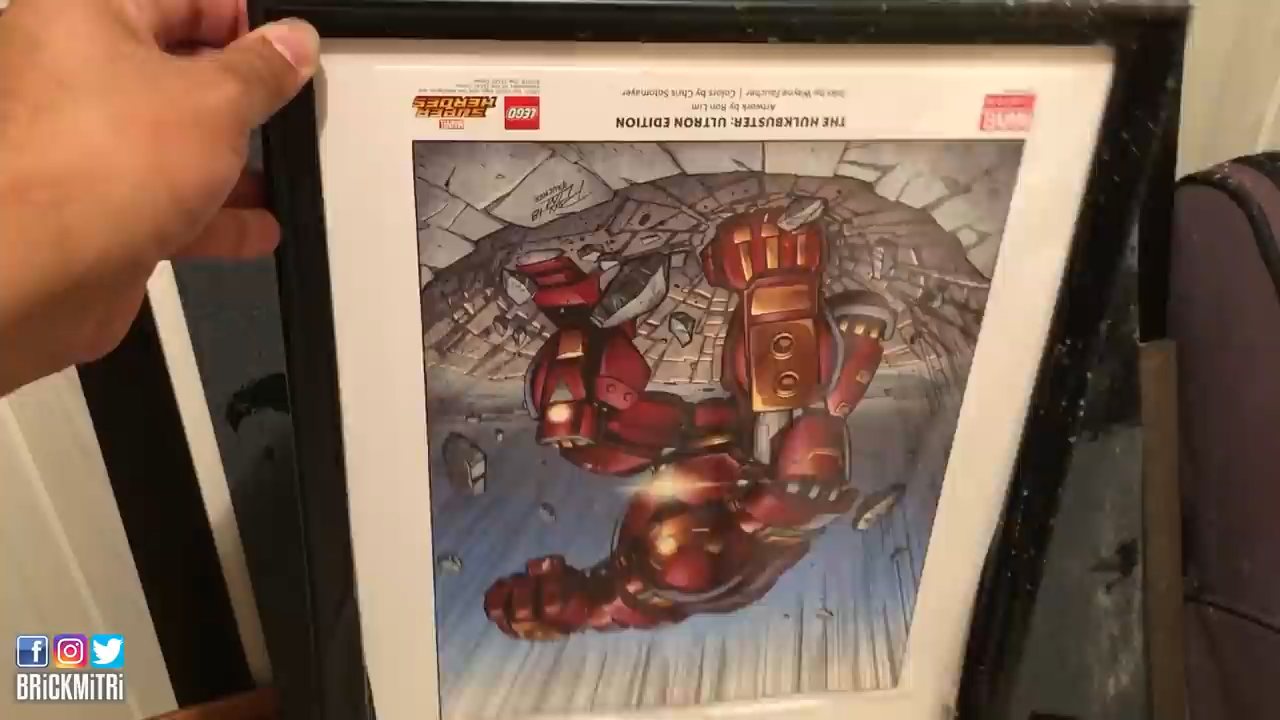 THE HULKBUSTER: ULTRON EDITION
Artwork by Ron Lim
Inks by Wayne Faucher | Colors by Chris Sotomayer
MARVEL
LEGO
MARVEL
SUPER
HEROES
FAUCHER
BRiCKMiTRi